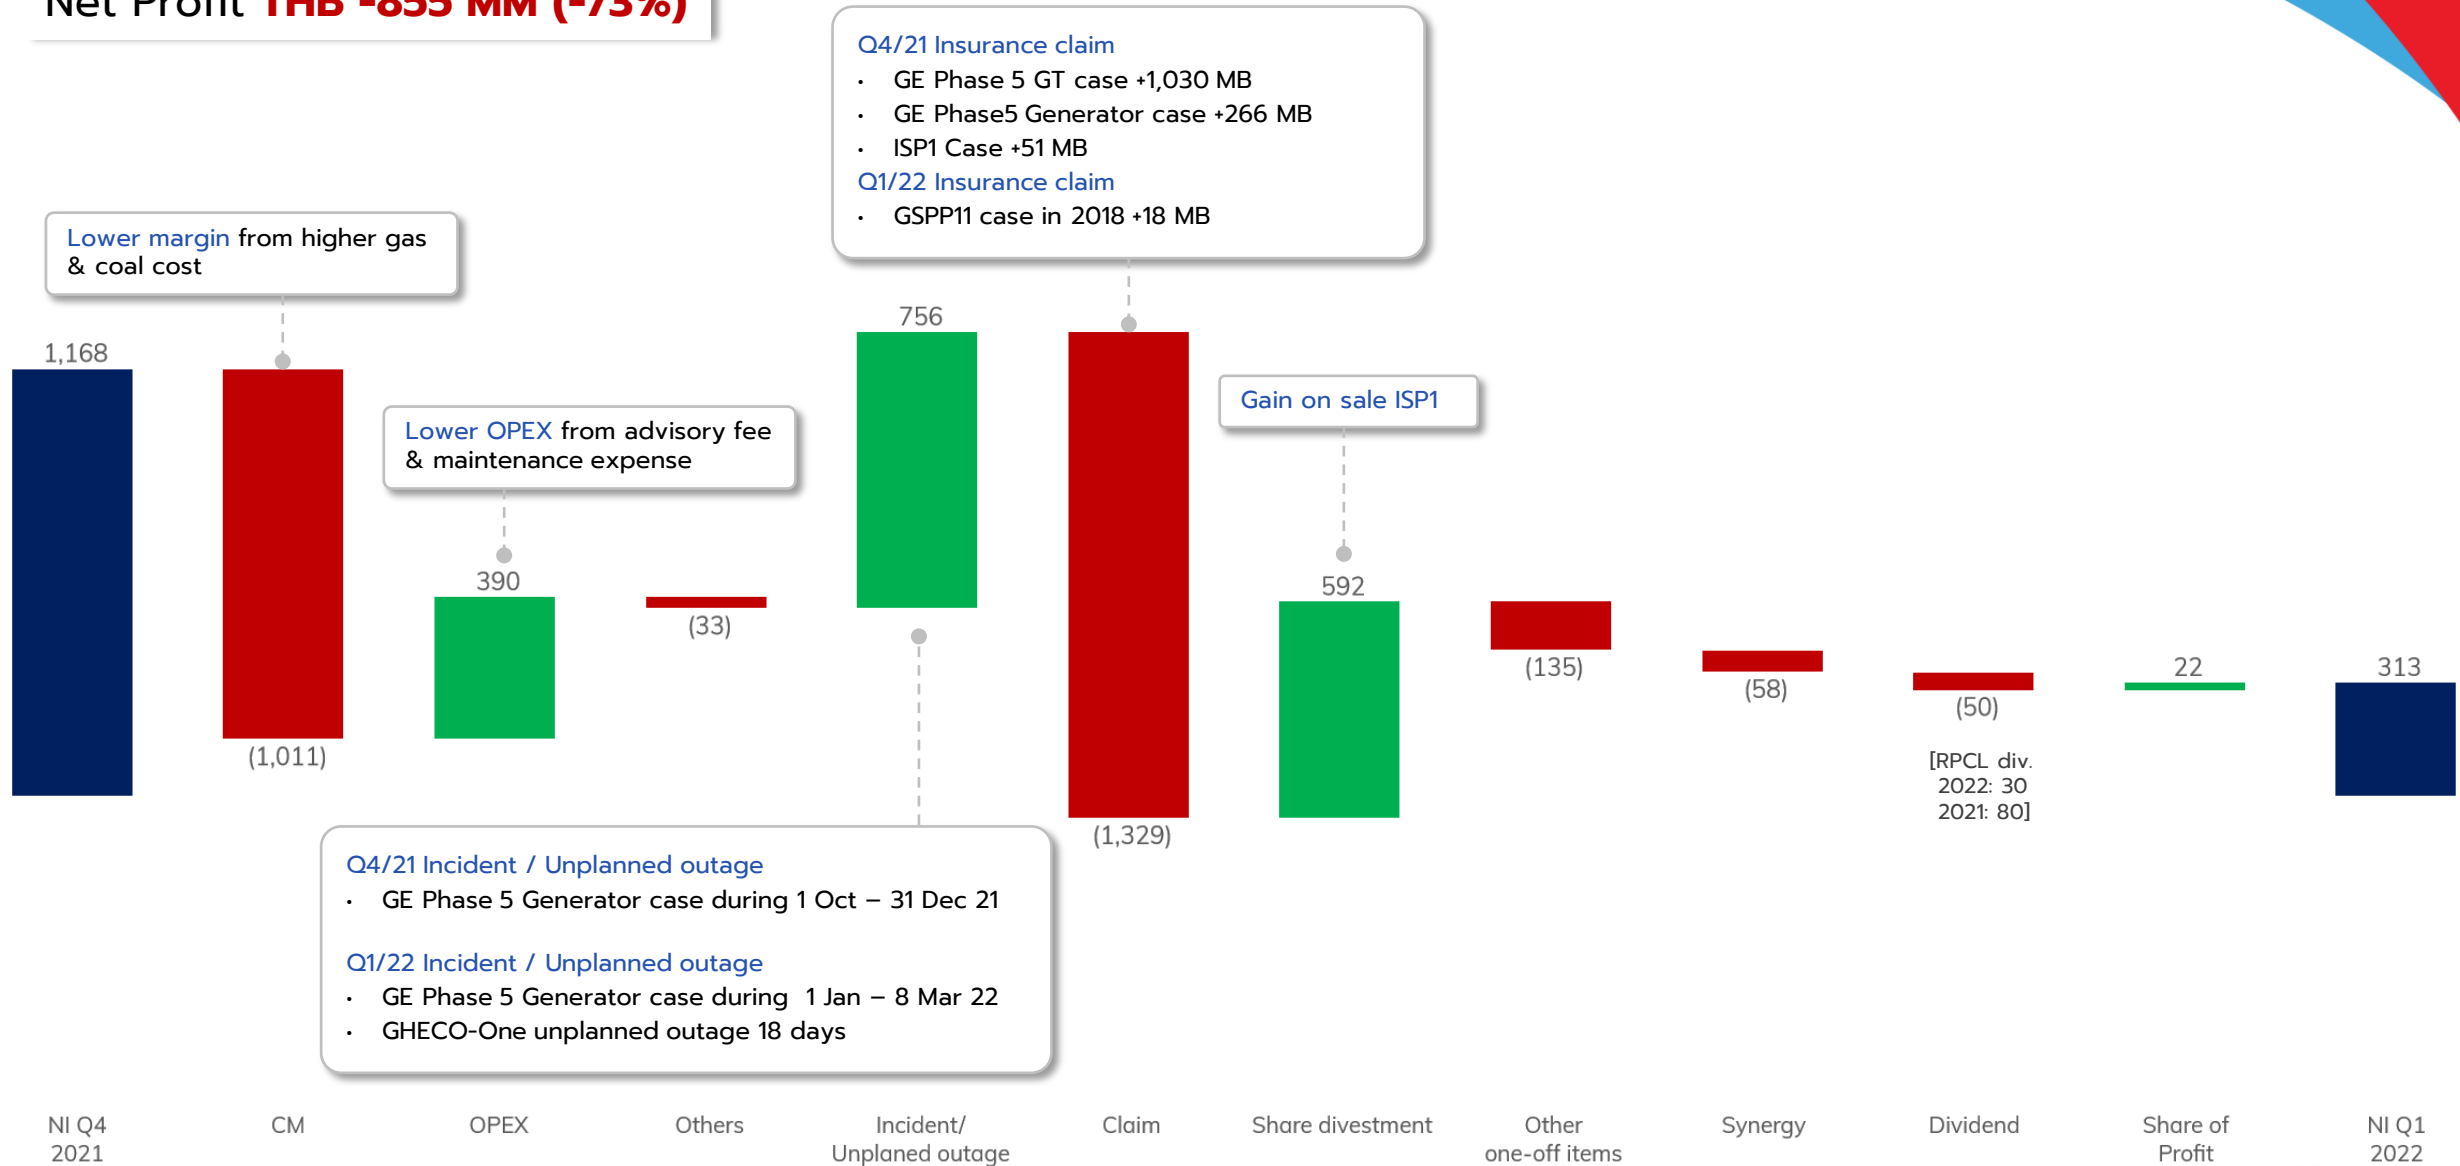 Net Profit THB -855 MM (-73%)
Q4/21 Insurance claim
• GE Phase 5 GT case +1,030 MB
• GE Phase5 Generator case +266 MB
• ISP1 Case +51 MB
Q1/22 Insurance claim
• GSPP11 case in 2018 +18 MB
Lower margin from higher gas
& coal cost
Lower OPEX from advisory fee
& maintenance expense
Gain on sale ISP1
1,168
(1,011)
390
(33)
756
(1,329)
592
(135)
(58)
(50)
[RPCL div.
2022: 30
2021: 80]
22
313
Q4/21 Incident / Unplanned outage
• GE Phase 5 Generator case during 1 Oct – 31 Dec 21
Q1/22 Incident / Unplanned outage
• GE Phase 5 Generator case during 1 Jan – 8 Mar 22
• GHECO-One unplanned outage 18 days
NI Q4
2021
CM
OPEX
Others
Incident/
Unplaned outage
Claim
Share divestment
Other
one-off items
Synergy
Dividend
Share of
Profit
NI Q1
2022